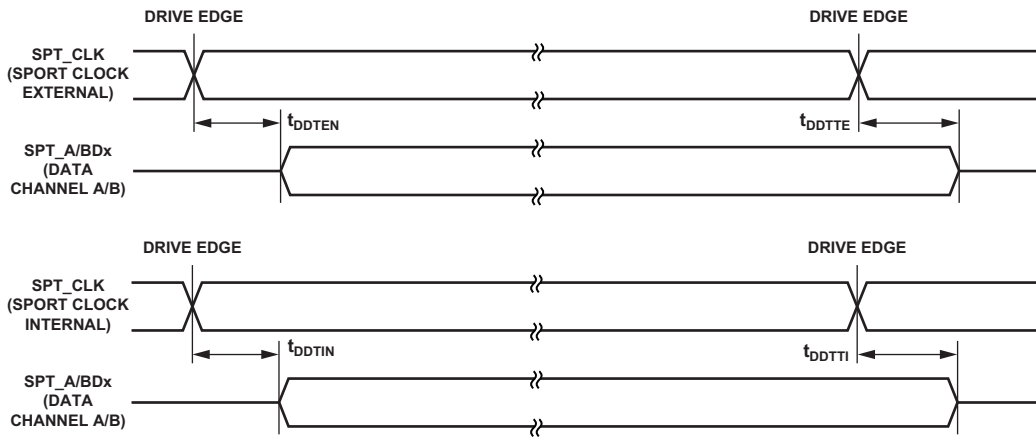 DRIVE EDGE DRIVE EDGE
SPT_CLK
(SPORT CLOCK
EXTERNAL)
tDDTEN tDDTTE
SPT_A/BDx
(DATA
CHANNEL A/B)
DRIVE EDGE DRIVE EDGE
SPT_CLK
(SPORT CLOCK
INTERNAL)
tDDTIN tDDTTI
SPT_A/BDx
(DATA
CHANNEL A/B)